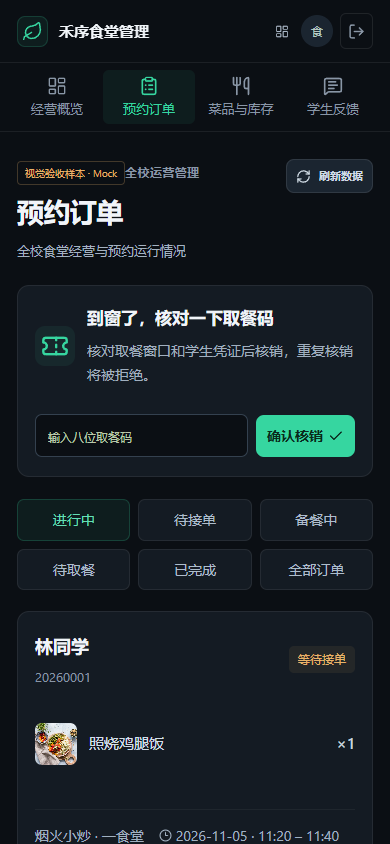 禾序食堂管理
食
经营概览
预约订单
菜品与库存
学生反馈
视觉验收样本 · Mock
全校运营管理
刷新数据
预约订单
全校食堂经营与预约运行情况
到窗了，核对一下取餐码
核对取餐窗口和学生凭证后核销，重复核销
将被拒绝。
输入八位取餐码
确认核销
进行中
待接单
备餐中
待取餐
已完成
全部订单
林同学
等待接单
20260001
照烧鸡腿饭
×1
烟火小炒 · 一食堂
2026-11-05 · 11:20 – 11:40